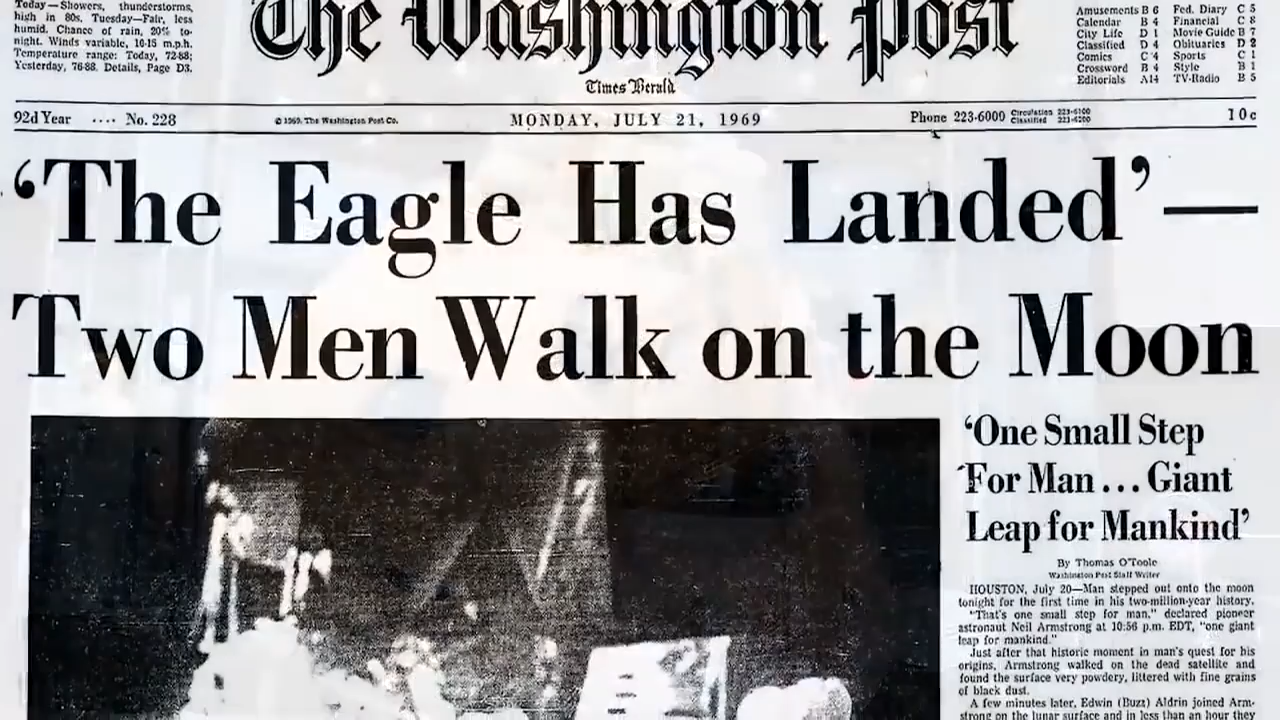 Today—Showers, thunderstorms,
high in 80s. Tuesday—Fair, less
humid. Chance of rain, 20% to-
night. Winds variable, 10-15 m.p.h.
Temperature range: Today, 72-88;
Yesterday, 76-88. Details, Page D3.
The Washington Post
Times Herald
Amusements B 6 Fed. Diary C 5
Calendar B 4 Financial C 8
City Life D 1 Movie Guide B 7
Classified D 4 Obituaries D 2
Comics C 4 Sports C 1
Crossword B 4 Style B 1
Editorials A14 TV-Radio B 5
92d Year .... No. 228
© 1969, The Washington Post Co.
MONDAY, JULY 21, 1969
Phone 223-6000
Circulation 223-6100
Classified 223-6200
10c
‘The Eagle Has Landed’—
Two Men Walk on the Moon
‘One Small Step
For Man...Giant
Leap for Mankind’
By Thomas O'Toole
Washington Post Staff Writer
HOUSTON, July 20—Man stepped out onto the moon
tonight for the first time in his two-million-year history.
"That's one small step for man," declared pioneer
astronaut Neil Armstrong at 10:56 p.m. EDT, "one giant
leap for mankind."
Just after that historic moment in man's quest for his
origins, Armstrong walked on the dead satellite and
found the surface very powdery, littered with fine grains
of black dust.
A few minutes later, Edwin (Buzz) Aldrin joined Arm-
strong on the lunar surface and in less than an hour they